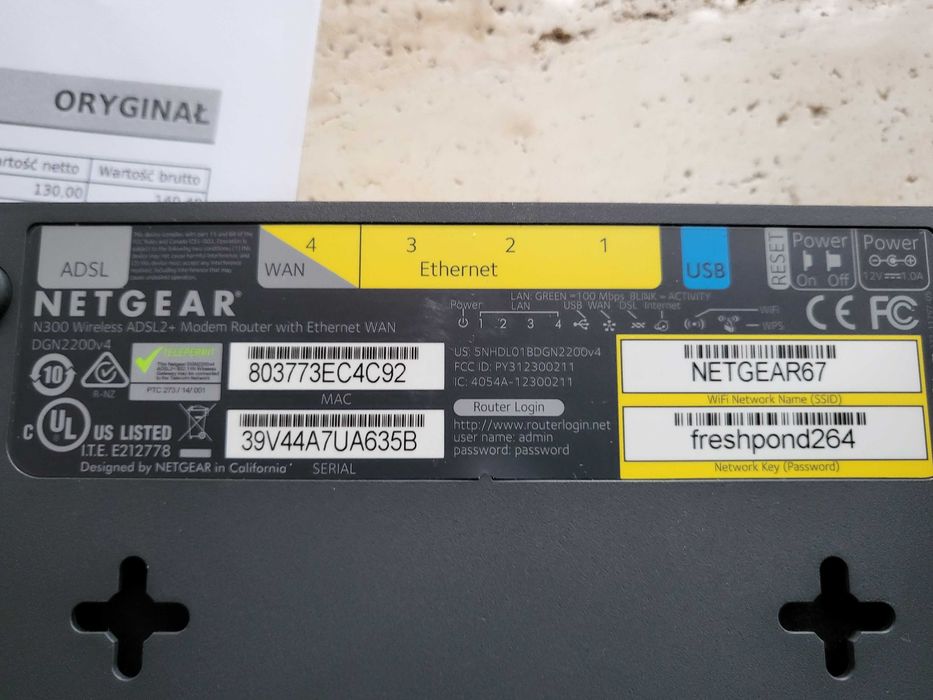 ORYGINAŁ
artość netto Wartość brutto
130,00
ADSL
4 3 2 1
WAN Ethernet
USB
RESET
Power
On Off
Power
12V 1.0A
NETGEAR®
N300 Wireless ADSL2+ Modem Router with Ethernet WAN
DGN2200v4
LAN: GREEN = 100 Mbps BLINK = ACTIVITY
Power LAN USB WAN DSL Internet
1 2 3 4
WiFi
WPS
CE FC
10
R-NZ
TELEPERMIT
PTC 273/14/001
803773EC4C92
MAC
39V44A7UA635B
SERIAL
C UL US LISTED
I.T.E. E212778
Designed by NETGEAR in California
US: 5NHDL01BDGN2200v4
FCC ID: PY312300211
IC: 4054A-12300211
Router Login
http://www.routerlogin.net
user name: admin
password: password
NETGEAR67
WiFi Network Name (SSID)
freshpond264
Network Key (Password)